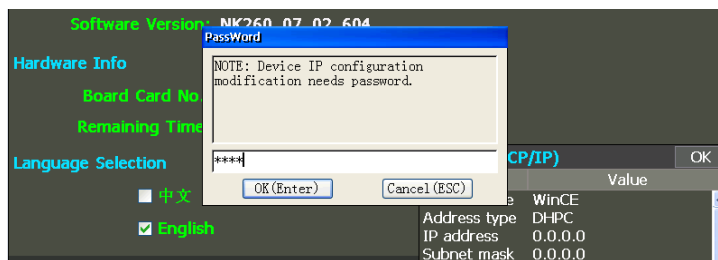 Software Version: NK260_07_02_604
PassWord
Hardware Info
NOTE: Device IP configuration
modification needs password.
Board Card No.
Remaining Time
Language Selection
****
CP/IP)
OK
OK(Enter)
Cancel(ESC)
Value
中文
WinCE
Address type DHPC
English
IP address 0.0.0.0
Subnet mask 0.0.0.0